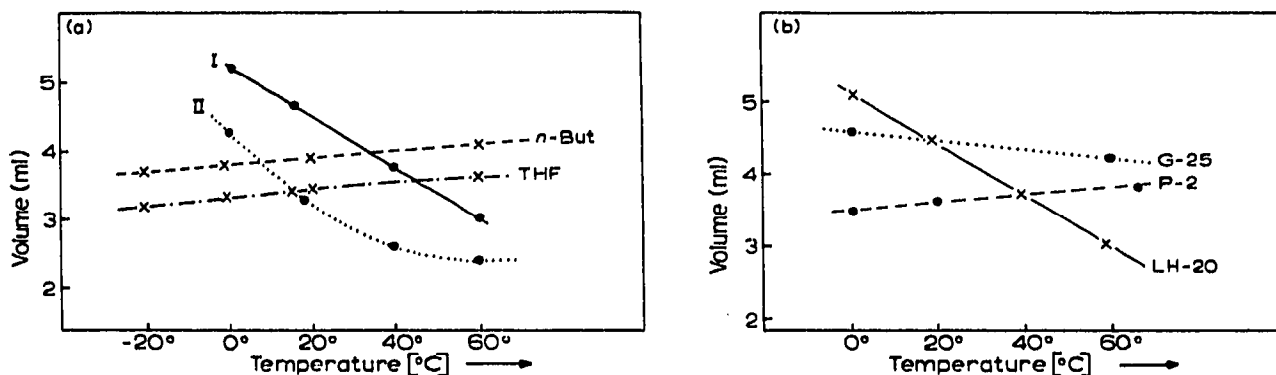 (a)
I
II
n-But
THF
5
4
3
2
Volume (ml)
-20° 0° 20° 40° 60°
Temperature [°C]
(b)
G-25
P-2
LH-20
5
4
3
2
Volume (ml)
0° 20° 40° 60°
Temperature [°C]